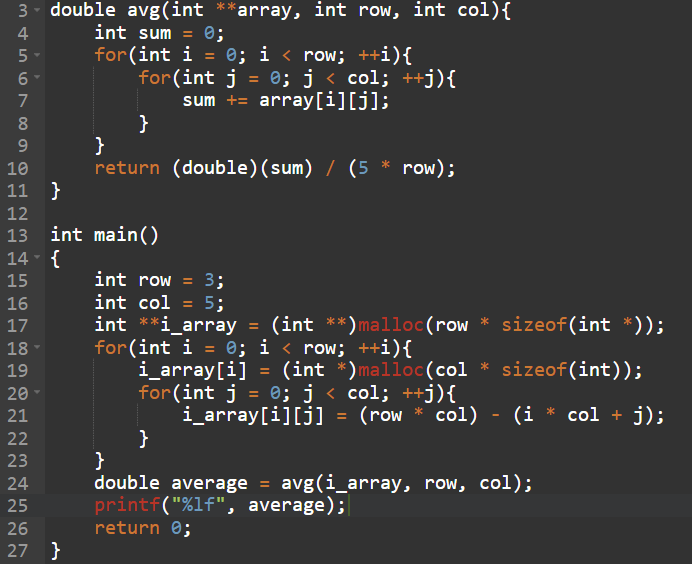 3 double avg(int **array, int row, int col){
4     int sum = 0;
5     for(int i = 0; i < row; ++i){
6         for(int j = 0; j < col; ++j){
7             sum += array[i][j];
8         }
9     }
10     return (double)(sum) / (5 * row);
11 }
12
13 int main()
14 {
15     int row = 3;
16     int col = 5;
17     int **i_array = (int **)malloc(row * sizeof(int *));
18     for(int i = 0; i < row; ++i){
19         i_array[i] = (int *)malloc(col * sizeof(int));
20         for(int j = 0; j < col; ++j){
21             i_array[i][j] = (row * col) - (i * col + j);
22         }
23     }
24     double average = avg(i_array, row, col);
25     printf("%lf", average);
26     return 0;
27 }